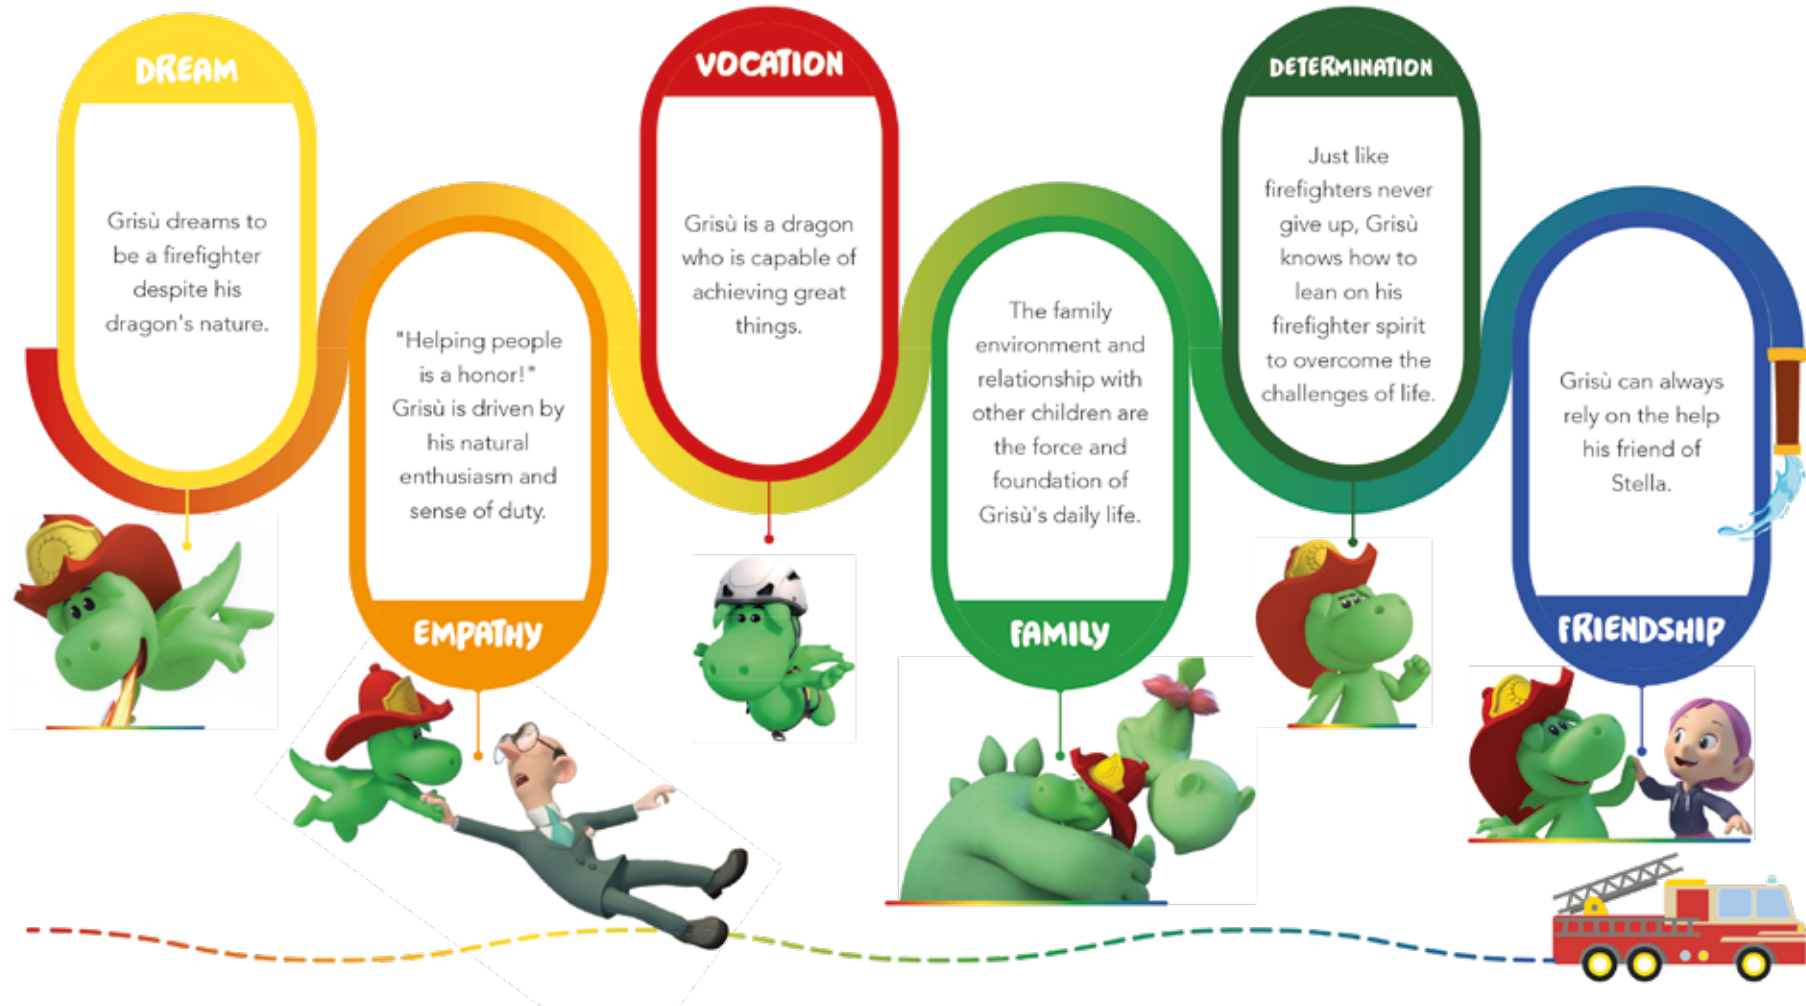 DREAM
Grisù dreams to
be a firefighter
despite his
dragon's nature.
"Helping people
is a honor!"
Grisù is driven by
his natural
enthusiasm and
sense of duty.
EMPATHY
VOCATION
Grisù is a dragon
who is capable of
achieving great
things.
The family
environment and
relationship with
other children are
the force and
foundation of
Grisù's daily life.
FAMILY
DETERMINATION
Just like
firefighters never
give up, Grisù
knows how to
lean on his
firefighter spirit
to overcome the
challenges of life.
Grisù can always
rely on the help
his friend of
Stella.
FRIENDSHIP